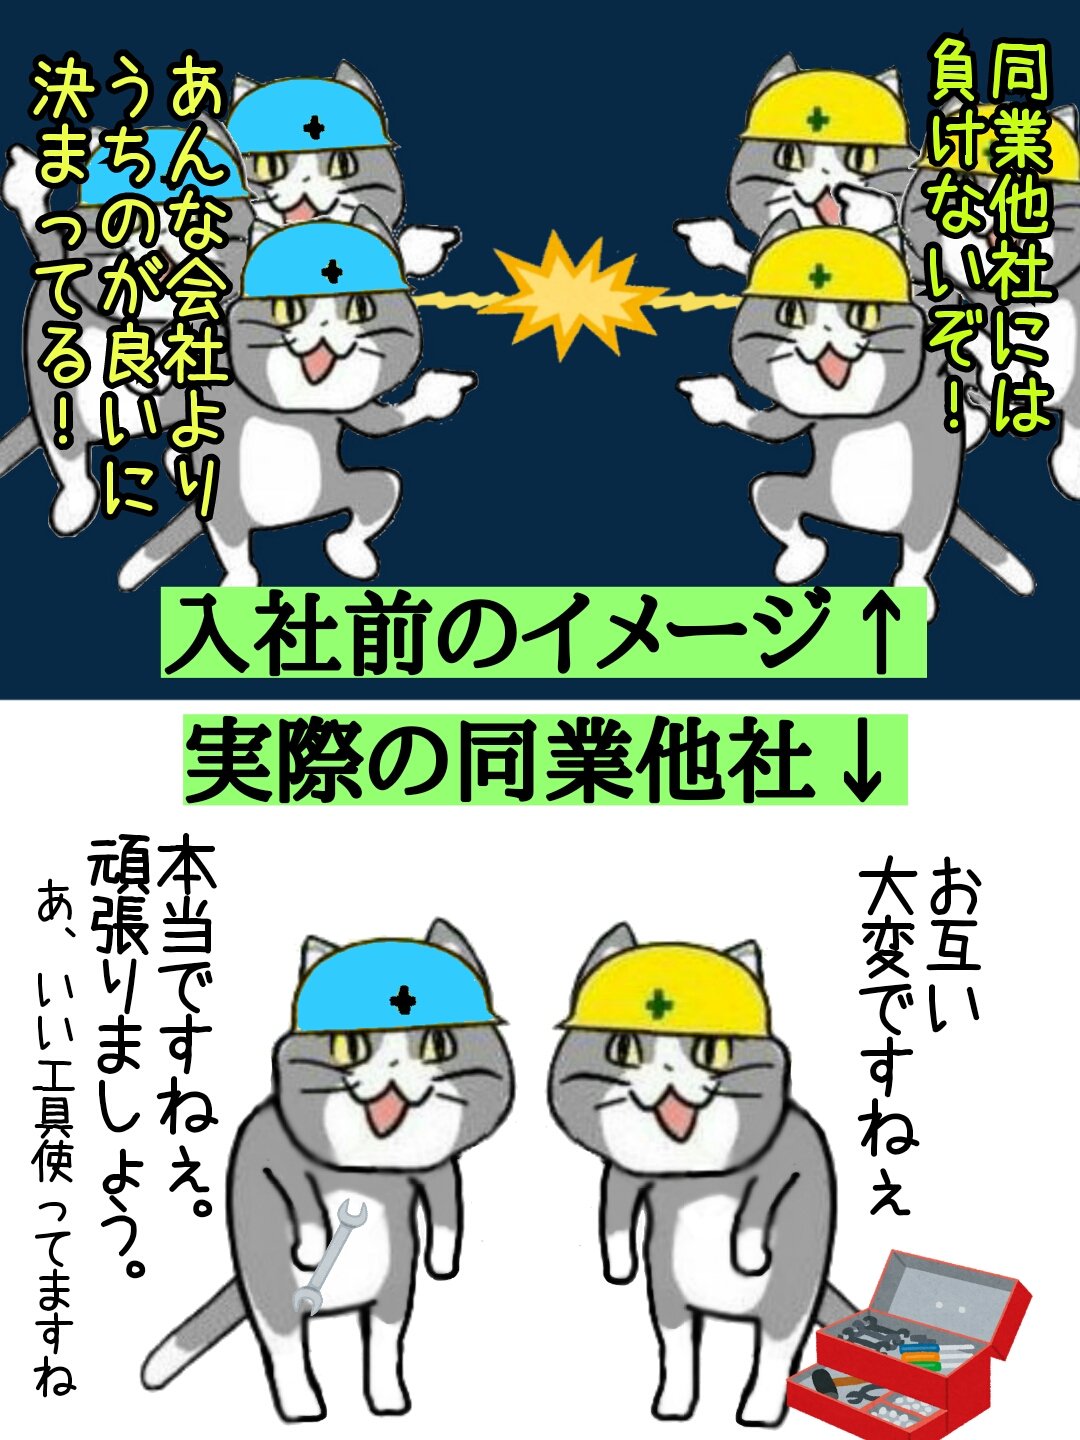 同業他社には
負けないぞ！
あんな会社より
うちのが良いに
決まってる！
入社前のイメージ↑
実際の同業他社↓
お互い
大変ですねぇ
本当ですねぇ。
頑張りましょう。
あ、いい工具使ってますね